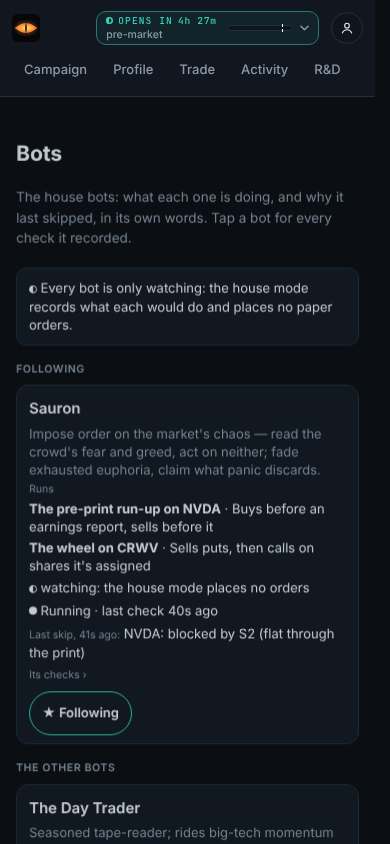 ◐ OPENS IN 4h 27m
pre-market
Campaign Profile Trade Activity R&D
Bots
The house bots: what each one is doing, and why it
last skipped, in its own words. Tap a bot for every
check it recorded.
◐ Every bot is only watching: the house mode
records what each would do and places no paper
orders.
FOLLOWING
Sauron
Impose order on the market's chaos — read the
crowd's fear and greed, act on neither; fade
exhausted euphoria, claim what panic discards.
Runs
The pre-print run-up on NVDA · Buys before an
earnings report, sells before it
The wheel on CRWV · Sells puts, then calls on
shares it's assigned
◐ watching: the house mode places no orders
● Running · last check 40s ago
Last skip, 41s ago: NVDA: blocked by S2 (flat through
the print)
Its checks ›
★ Following
THE OTHER BOTS
The Day Trader
Seasoned tape-reader; rides big-tech momentum